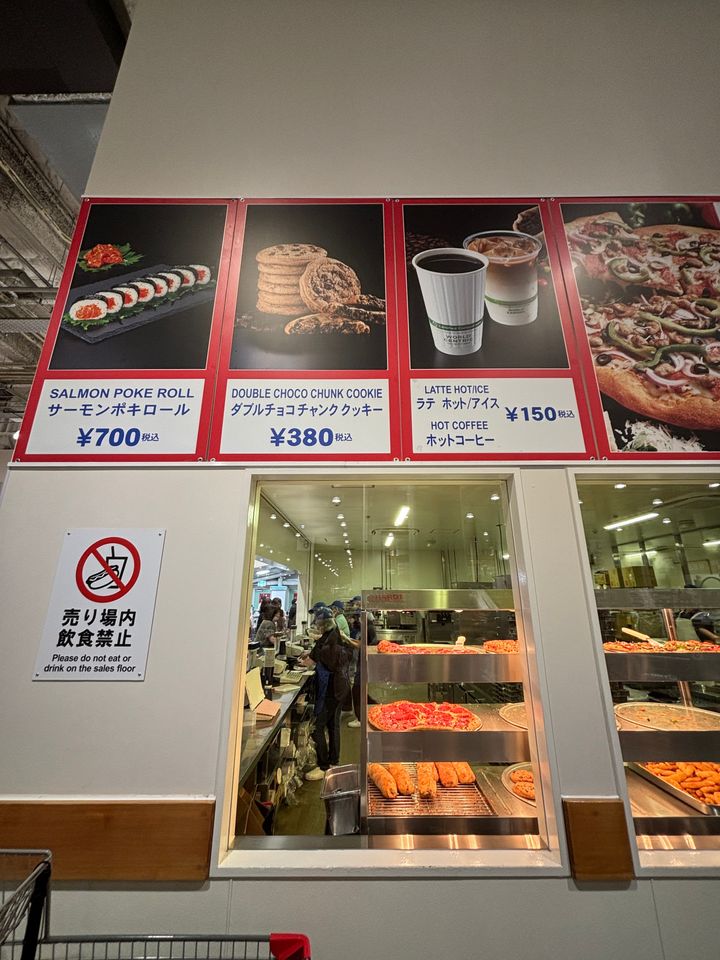 SALMON POKE ROLL
サーモンポキロール
¥700税込
DOUBLE CHOCO CHUNK COOKIE
ダブルチョコチャンククッキー
¥380税込
LATTE HOT/ICE
ラテ ホット/アイス
HOT COFFEE
ホットコーヒー
¥150税込
売り場内
飲食禁止
Please do not eat or
drink on the sales floor
WORLD
CENTRIC